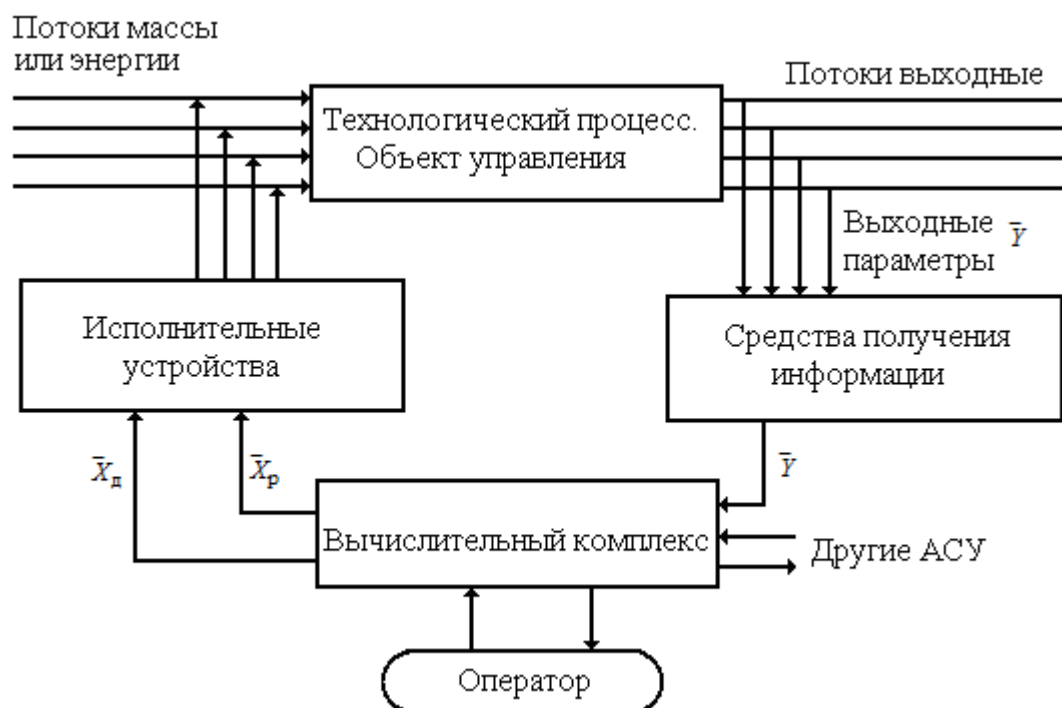 Потоки массы
или энергии
Потоки выходные
Технологический процесс.
Обьект управления
Выходные
параметры
Ȳ
Исполнительные
устройства
Средства получения
информации
X̄д
X̄р
Ȳ
Вычислительный комплекс
Другие АСУ
Оператор